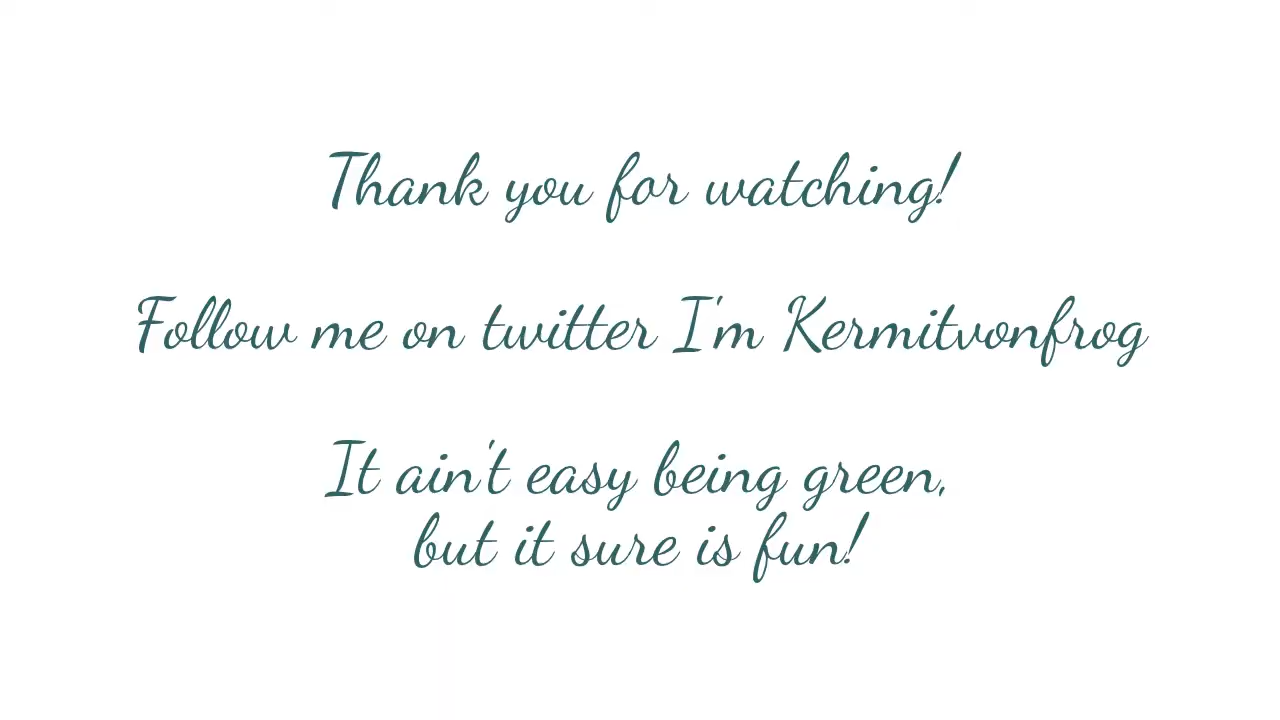 Thank you for watching!
Follow me on twitter I'm Kermitvonfrog
It ain't easy being green,
but it sure is fun!